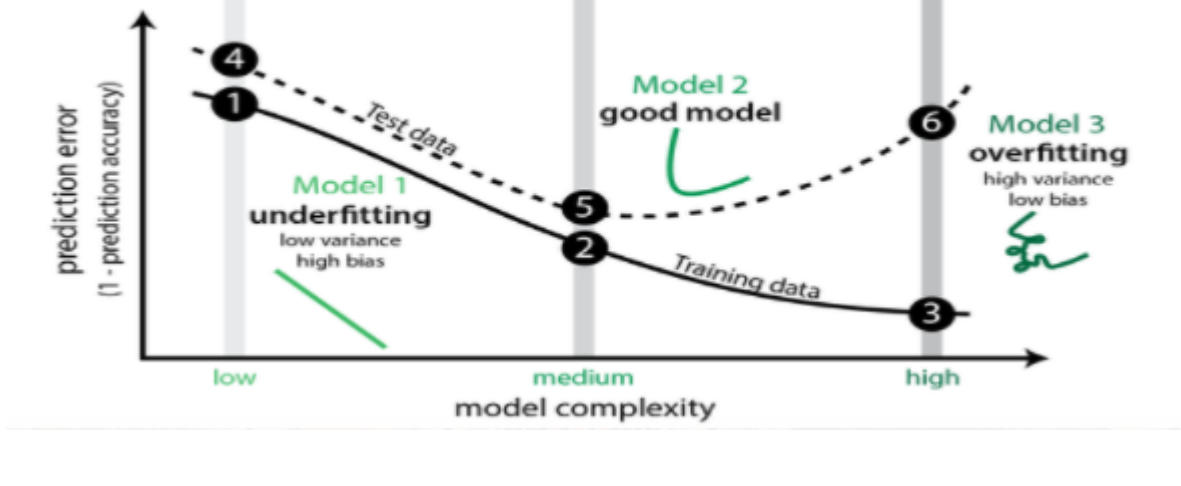 prediction error
(1 - prediction accuracy)
4
1
Test data
Model 1
underfitting
low variance
high bias
5
2
Model 2
good model
Training data
6
3
Model 3
overfitting
high variance
low bias
low
medium
high
model complexity